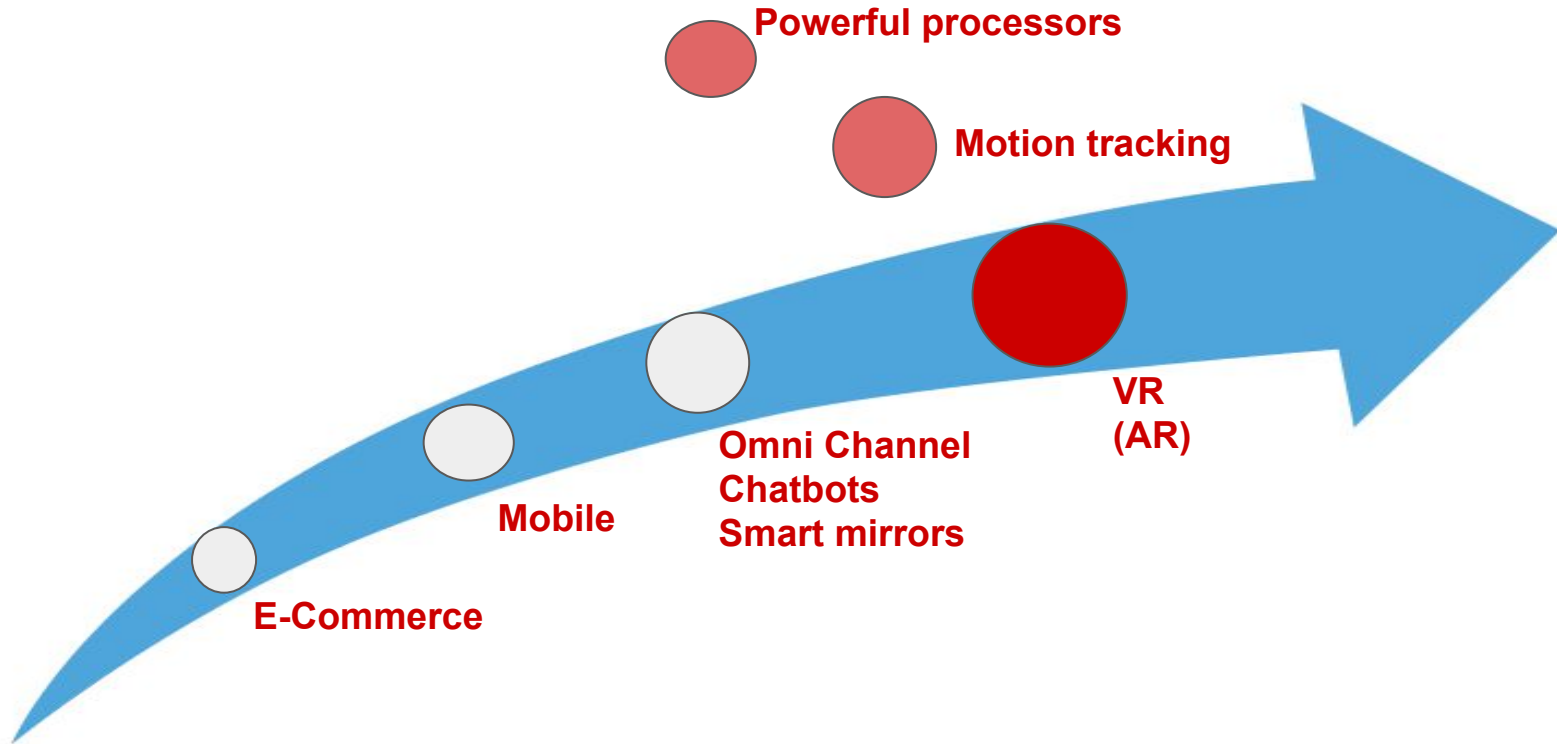 Powerful processors
Motion tracking
VR
(AR)
Omni Channel
Chatbots
Smart mirrors
Mobile
E-Commerce